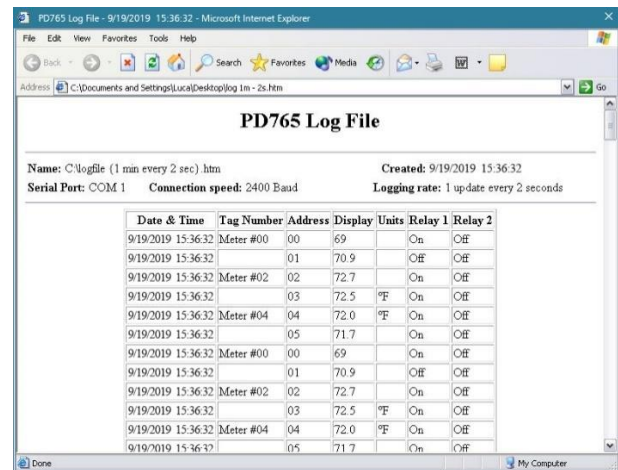 PD765 Log File - 9/19/2019 15:36:32 - Microsoft Internet Explorer
File Edit View Favorites Tools Help
Back Search Favorites Media
Address C:\Documents and Settings\Luca\Desktop\log 1m - 2s.htm Go
PD765 Log File
Name: C:\logfile (1 min every 2 sec).htm Created: 9/19/2019 15:36:32
Serial Port: COM 1 Connection speed: 2400 Baud Logging rate: 1 update every 2 seconds
Date & Time Tag Number Address Display Units Relay 1 Relay 2
9/19/2019 15:36:32 Meter #00 00 69 On Off
9/19/2019 15:36:32 01 70.9 Off Off
9/19/2019 15:36:32 Meter #02 02 72.7 On Off
9/19/2019 15:36:32 03 72.5 °F On Off
9/19/2019 15:36:32 Meter #04 04 72.0 °F On Off
9/19/2019 15:36:32 05 71.7 On Off
9/19/2019 15:36:32 Meter #00 00 69 On Off
9/19/2019 15:36:32 01 70.9 Off Off
9/19/2019 15:36:32 Meter #02 02 72.7 On Off
9/19/2019 15:36:32 03 72.5 °F On Off
9/19/2019 15:36:32 Meter #04 04 72.0 °F On Off
9/19/2019 15:36:32 05 71.7 On Off
Done My Computer